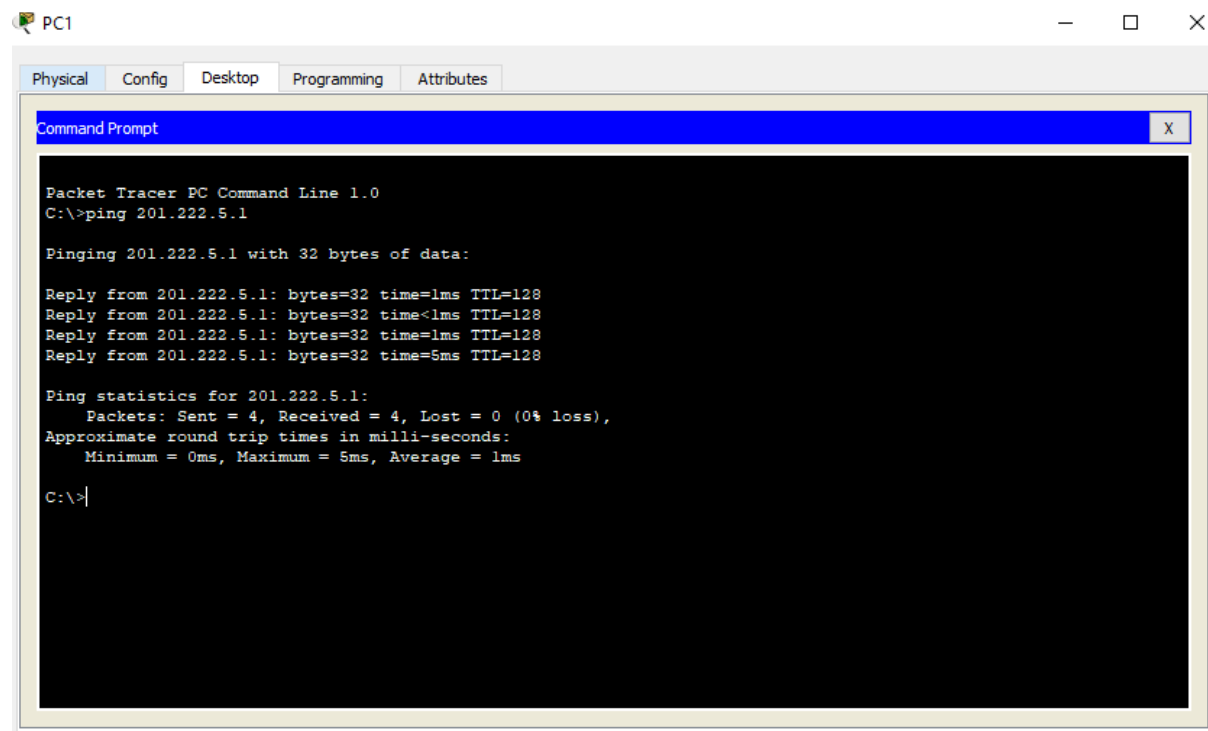 PC1
Physical Config Desktop Programming Attributes
Command Prompt X
Packet Tracer PC Command Line 1.0
C:\>ping 201.222.5.1
Pinging 201.222.5.1 with 32 bytes of data:
Reply from 201.222.5.1: bytes=32 time=1ms TTL=128
Reply from 201.222.5.1: bytes=32 time<1ms TTL=128
Reply from 201.222.5.1: bytes=32 time=1ms TTL=128
Reply from 201.222.5.1: bytes=32 time=5ms TTL=128
Ping statistics for 201.222.5.1:
    Packets: Sent = 4, Received = 4, Lost = 0 (0% loss),
Approximate round trip times in milli-seconds:
    Minimum = 0ms, Maximum = 5ms, Average = 1ms
C:\>